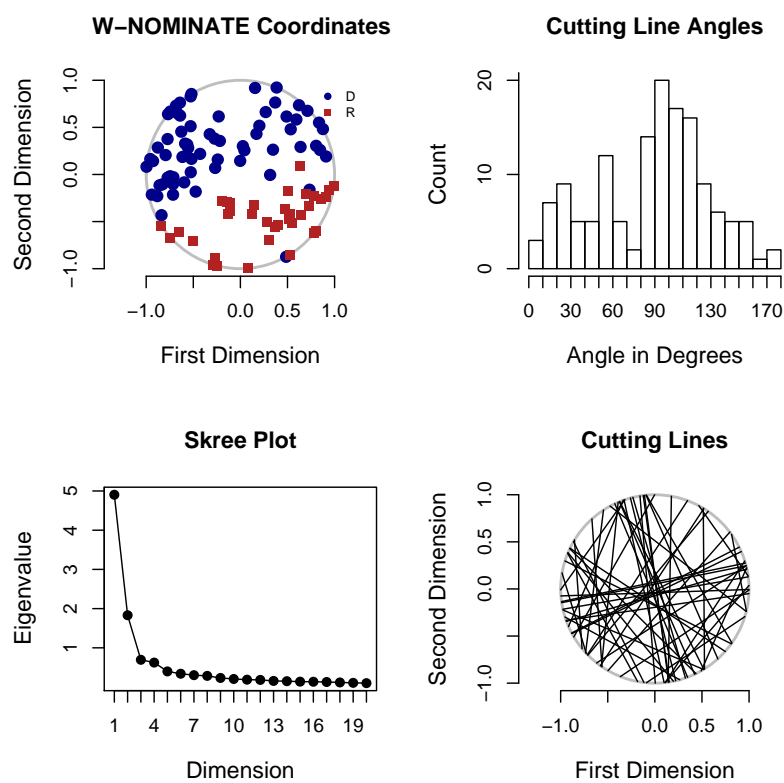 W−NOMINATE Coordinates
Second Dimension
1.0
0.5
0.0
−1.0
D
R
−1.0
0.0
0.5
1.0
First Dimension
Cutting Line Angles
Count
20
10
0
0
30
60
90
130
170
Angle in Degrees
Skree Plot
Eigenvalue
5
4
3
2
1
1
4
7
10
13
16
19
Dimension
Cutting Lines
Second Dimension
1.0
0.5
0.0
−1.0
−1.0
0.0
0.5
1.0
First Dimension